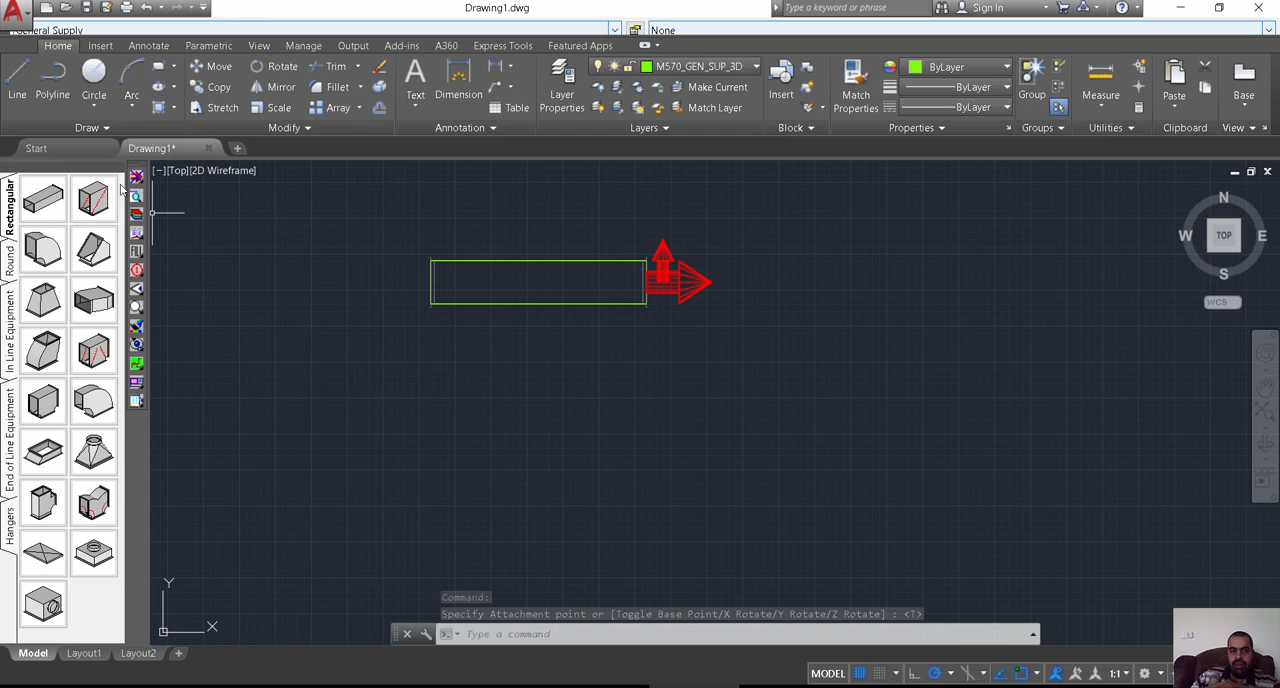 Drawing1.dwg
Type a keyword or phrase
Sign In
General Supply
None
Home
Insert
Annotate
Parametric
View
Manage
Output
Add-ins
A360
Express Tools
Featured Apps
Line
Polyline
Circle
Arc
Move
Rotate
Trim
Copy
Mirror
Fillet
Stretch
Scale
Array
Text
Dimension
Table
Layer
Properties
M570_GEN_SUP_3D
Make Current
Match Layer
Insert
Match
Properties
ByLayer
ByLayer
ByLayer
Group
Measure
Paste
Base
Draw
Modify
Annotation
Layers
Block
Properties
Groups
Utilities
Clipboard
View
Start
Drawing1*
[−][Top][2D Wireframe]
Rectangular
Round
In Line Equipment
End of Line Equipment
Hangers
N
W
TOP
E
S
WCS
Y
X
Command:
Specify Attachment point or [Toggle Base Point/X Rotate/Y Rotate/Z Rotate] : <T>
Type a command
Model
Layout1
Layout2
MODEL
1:1